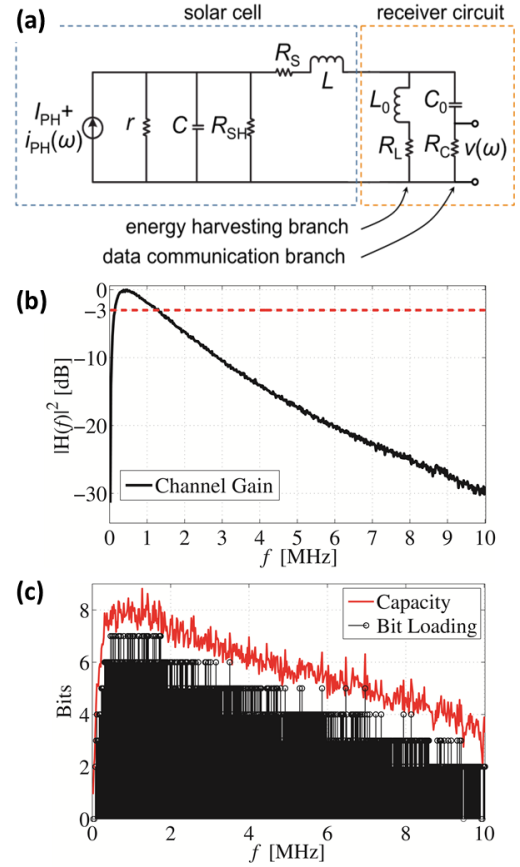 (a)
solar cell
receiver circuit
R_S
L
I_PH+
i_PH(ω)
r
C
R_SH
L_0
C_0
R_L
R_C
v(ω)
energy harvesting branch
data communication branch
(b)
|H(f)|² [dB]
0
−3
−10
−20
−30
Channel Gain
0 1 2 3 4 5 6 7 8 9 10
f [MHz]
(c)
Bits
8
6
4
2
0
Capacity
Bit Loading
0 2 4 6 8 10
f [MHz]